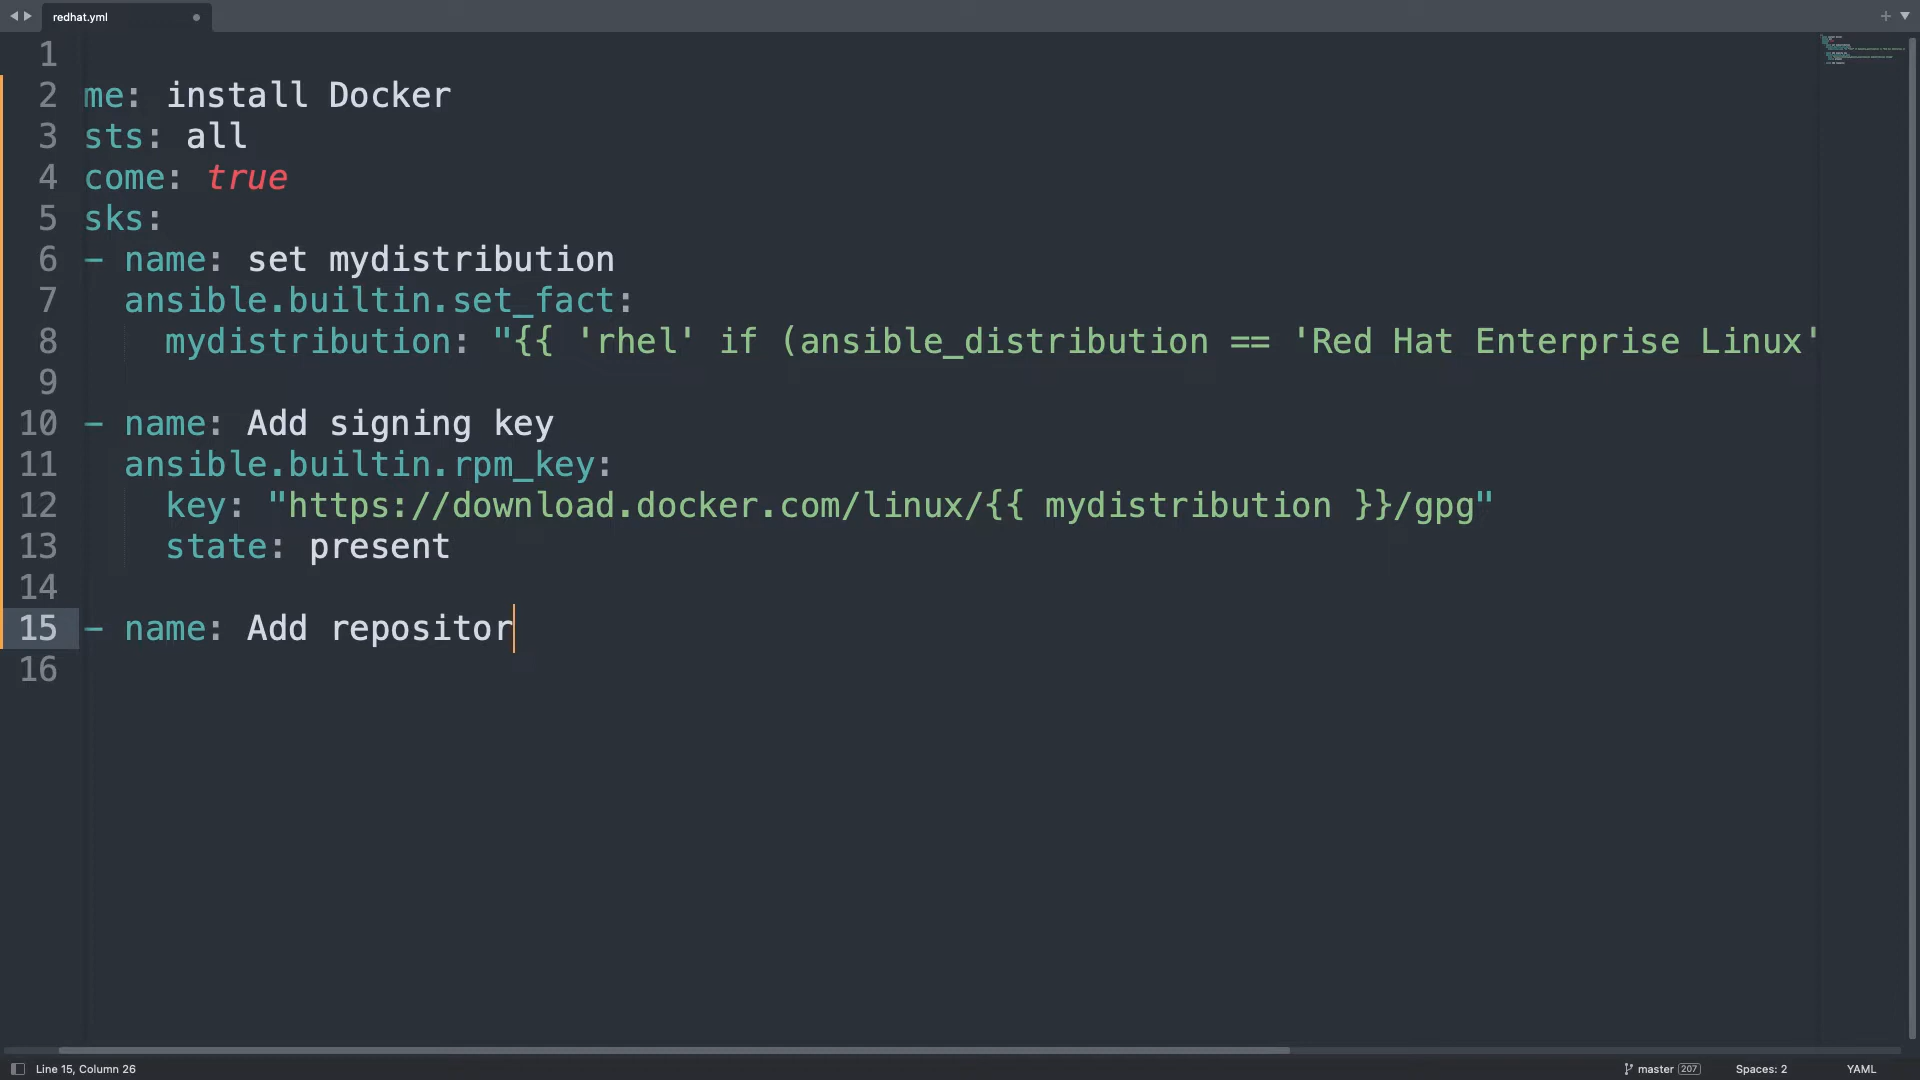 redhat.yml
1
2 me: install Docker
3 sts: all
4 come: true
5 sks:
6 - name: set mydistribution
7 ansible.builtin.set_fact:
8 mydistribution: "{{ 'rhel' if (ansible_distribution == 'Red Hat Enterprise Linux'
9
10 - name: Add signing key
11 ansible.builtin.rpm_key:
12 key: "https://download.docker.com/linux/{{ mydistribution }}/gpg"
13 state: present
14
15 - name: Add repositor
16
Line 15, Column 26 master 207 Spaces: 2 YAML